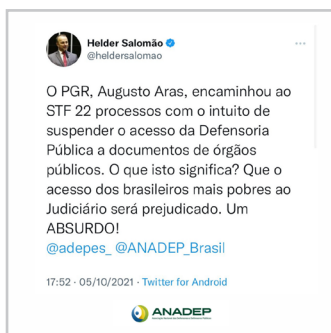 Helder Salomão
@heldersalomao
O PGR, Augusto Aras, encaminhou ao
STF 22 processos com o intuito de
suspender o acesso da Defensoria
Pública a documentos de órgãos
públicos. O que isto significa? Que o
acesso dos brasileiros mais pobres ao
Judiciário será prejudicado. Um
ABSURDO!
@adepes_ @ANADEP_Brasil
17:52 · 05/10/2021 · Twitter for Android
ANADEP